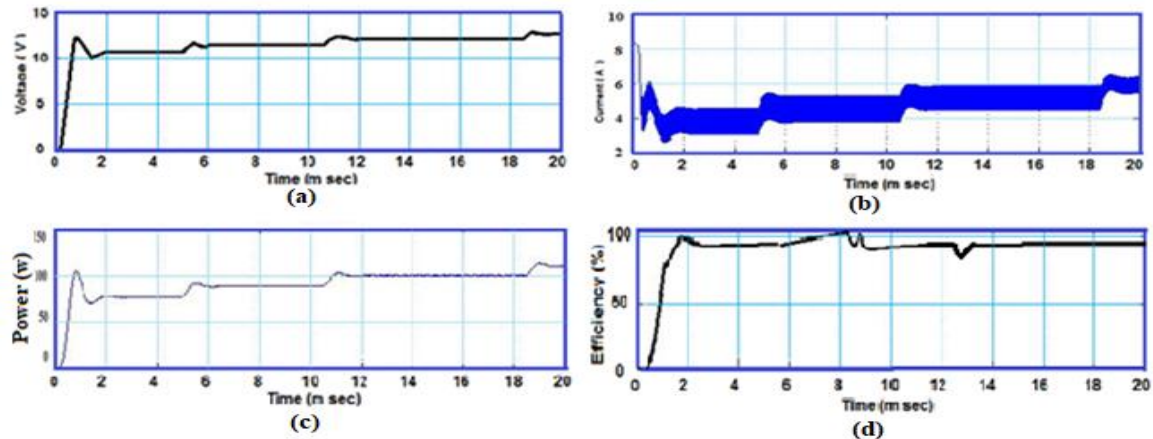 15
10
5
0
Voltage (V)
0 2 4 6 8 10 12 14 16 18 20
Time (m sec)
(a)
10
8
6
4
2
Current (A)
0 2 4 6 8 10 12 14 16 18 20
Time (m sec)
(b)
150
100
50
0
Power (w)
0 2 4 6 8 10 12 14 16 18 20
Time (m sec)
(c)
100
50
0
Efficiency (%)
0 2 4 6 8 10 12 14 16 18 20
Time (m sec)
(d)